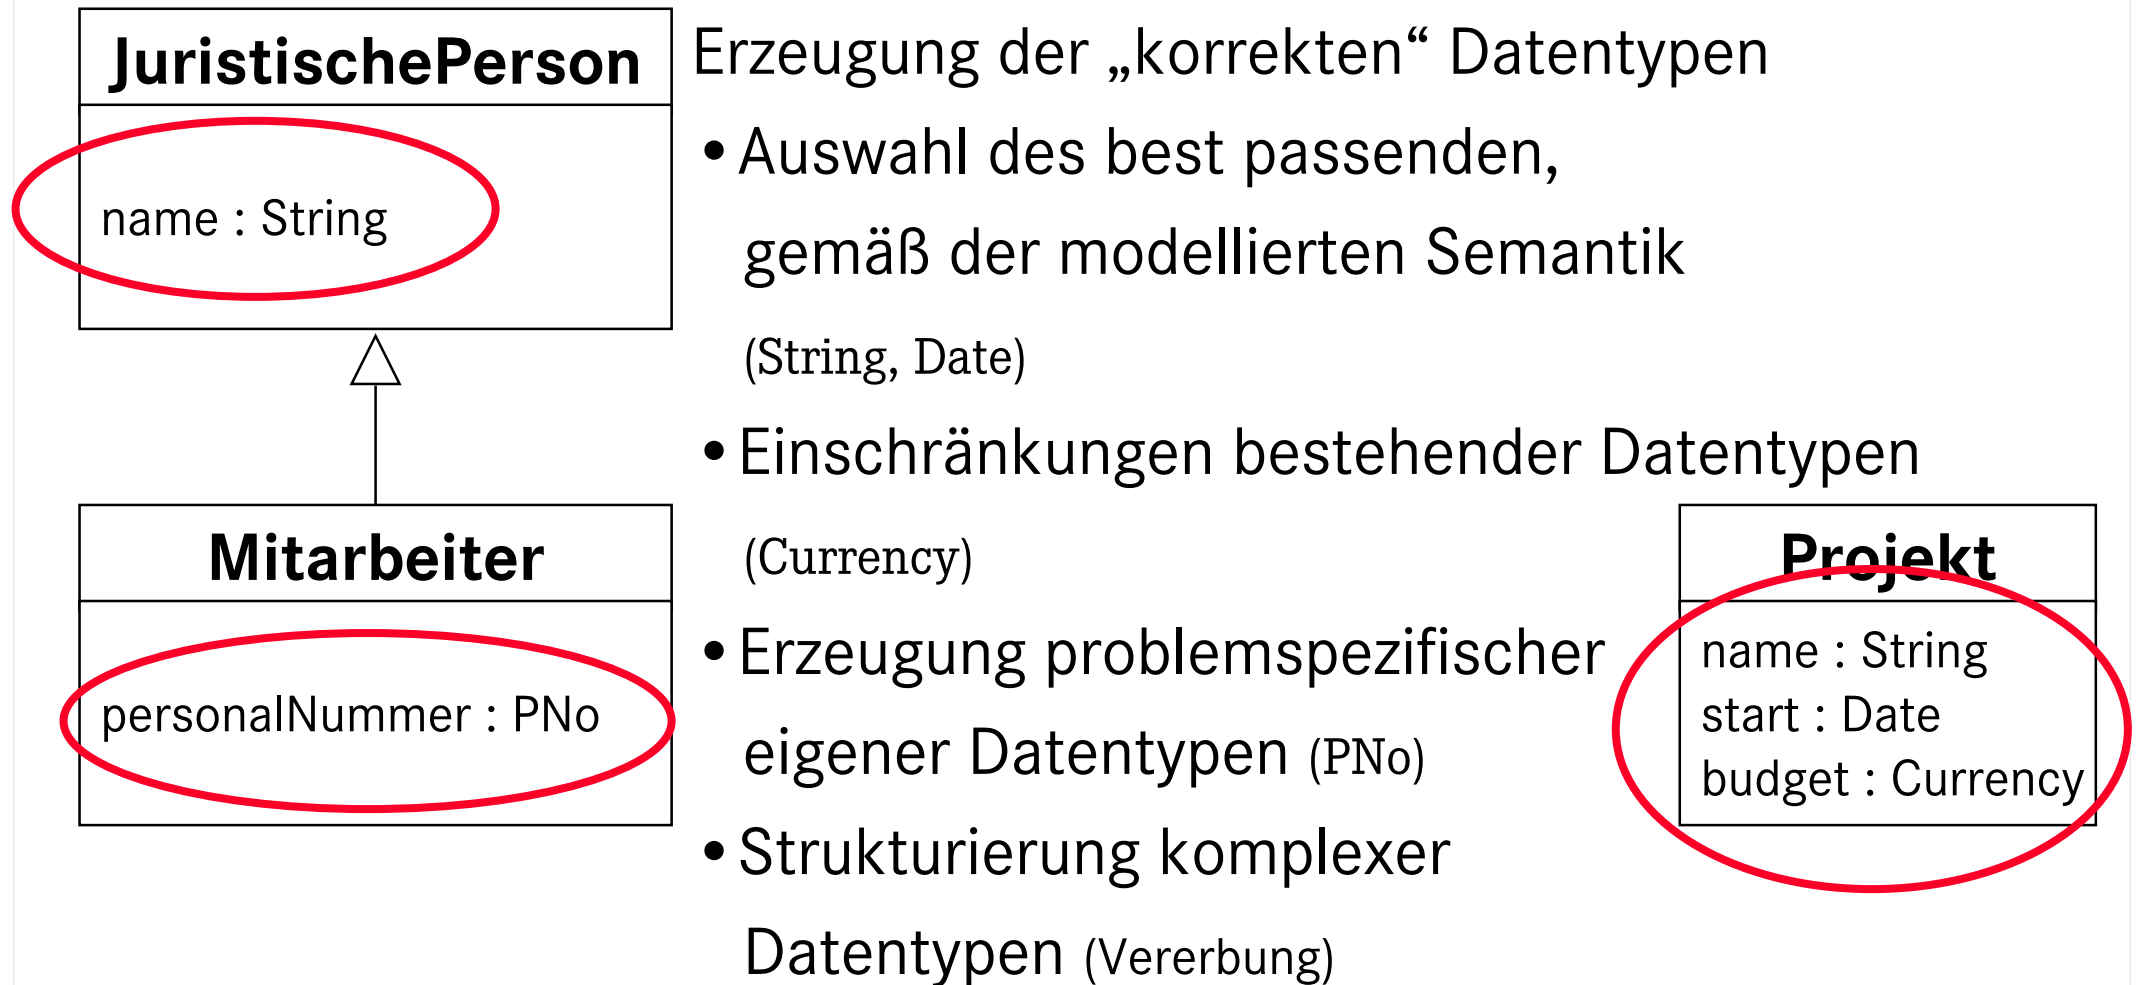 JuristischePerson
name : String
Mitarbeiter
personalNummer : PNo
Erzeugung der „korrekten“ Datentypen
• Auswahl des best passenden,
gemäß der modellierten Semantik
(String, Date)
• Einschränkungen bestehender Datentypen
(Currency)
• Erzeugung problemspezifischer
eigener Datentypen (PNo)
• Strukturierung komplexer
Datentypen (Vererbung)
Projekt
name : String
start : Date
budget : Currency